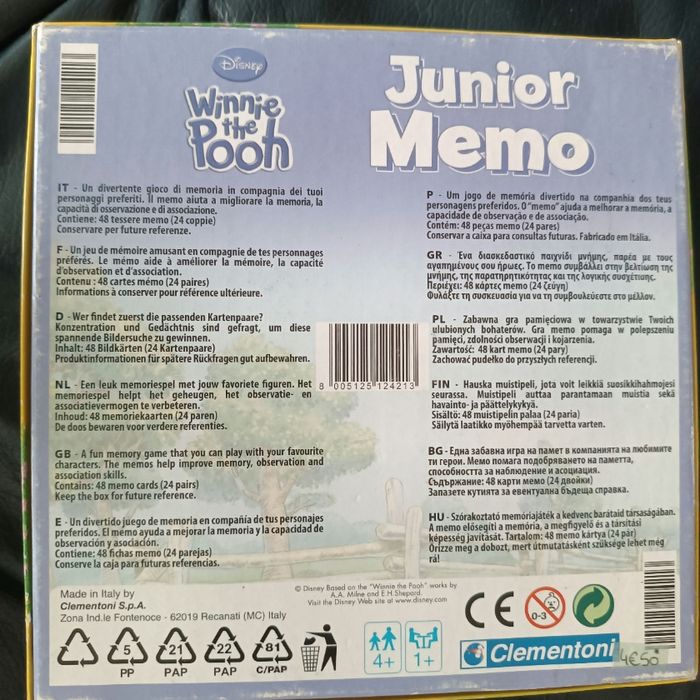 Disney
Winnie
the
Pooh
Junior
Memo
IT - Un divertente gioco di memoria in compagnia dei tuoi
personaggi preferiti. Il memo aiuta a migliorare la memoria, la
capacità di osservazione e di associazione.
Contiene: 48 tessere memo (24 coppie)
Conservare per future referenze.
F - Un jeu de mémoire amusant en compagnie de tes personnages
préférés. Le mémo aide à améliorer la mémoire, la capacité
d'observation et d'association.
Contenu : 48 cartes mémo (24 paires)
Informations à conserver pour référence ultérieure.
D - Wer findet zuerst die passenden Kartenpaare?
Konzentration und Gedächtnis sind gefragt, um diese
spannende Bildersuche zu gewinnen.
Inhalt: 48 Bildkarten (24 Kartenpaare)
Produktinformationen für spätere Rückfragen gut aufbewahren.
NL - Een leuk memoriespel met jouw favoriete figuren. Het
memoriespel helpt het geheugen, het observatie- en
associatievermogen te verbeteren.
Inhoud: 48 memoriekaarten (24 paren)
De doos bewaren voor verdere referenties.
GB - A fun memory game that you can play with your favourite
characters. The memos help improve memory, observation and
association skills.
Contains: 48 memo cards (24 pairs)
Keep the box for future reference.
E - Un divertido juego de memoria en compañía de tus personajes
preferidos. El memo ayuda a mejorar la memoria y la capacidad de
observación y asociación.
Contiene: 48 fichas memo (24 parejas)
Conserve la caja para futuras referencias.
8 005125 124213
P - Um jogo de memória divertido na companhia dos teus
personagens preferidos. O "memo" ajuda a melhorar a memória, a
capacidade de observação e de associação.
Contém: 48 peças memo (24 pares)
Conservar a caixa para consultas futuras. Fabricado em Itália.
GR - Ένα διασκεδαστικό παιχνίδι μνήμης, παρέα με τους
αγαπημένους σου ήρωες. Το memo συμβάλλει στην βελτίωση της
μνήμης, της παρατηρητικότητας και της λογικής συσχέτισης.
Περιέχει: 48 κάρτες memo (24 ζεύγη)
Φυλάξτε τη συσκευασία για να τη συμβουλεύεστε στο μέλλον.
PL - Zabawna gra pamięciowa w towarzystwie Twoich
ulubionych bohaterów. Gra memo pomaga w polepszeniu
pamięci, zdolności obserwacji i kojarzenia.
Zawartość: 48 kart memo (24 pary)
Zachować pudełko do przyszłych referencji.
FIN - Hauska muistipeli, jota voit leikkiä suosikkihahmojesi
seurassa. Muistipeli auttaa parantamaan muistia sekä
havainto- ja päättelykykyä.
Sisältö: 48 muistipelin palaa (24 paria)
Säilytä laatikko myöhempää tarvetta varten.
BG - Една забавна игра на памет в компанията на любимите
ти герои. Мемо помага подобряването на паметта,
способността за наблюдение и асоциация.
Съдържание: 48 карти мемо (24 двойки)
Запазете кутията за евентуална бъдеща справка.
HU - Szórakoztató memóriajáték a kedvenc barátaid társaságában.
A memo elősegíti a memória, a megfigyelő és a társítási
képesség javítását. Tartalom: 48 memo kártya (24 pár)
Őrizze meg a dobozt, mert útmutatásként szüksége lehet még
rá!
Made in Italy by
Clementoni S.p.A.
Zona Ind.le Fontenoce - 62019 Recanati (MC) Italy
© Disney Based on the "Winnie the Pooh" works by
A.A. Milne and E.H.Shepard.
Visit the Disney Web site at www.disney.com
5
PP
21
PAP
22
PAP
81
C/PAP
4+
1+
CE
0-3
Clementoni
4€50